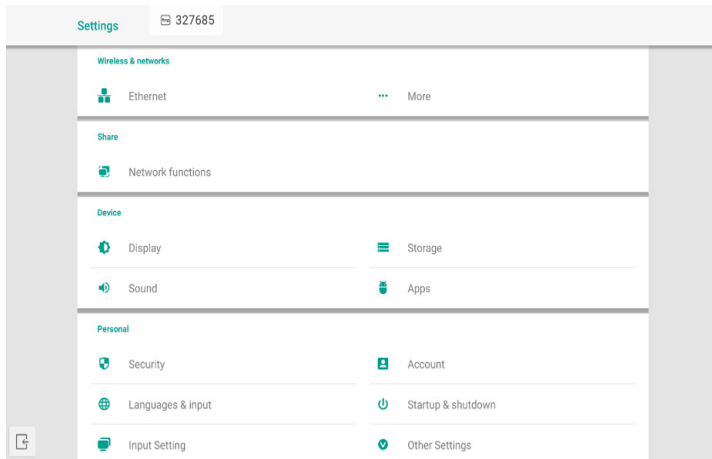 Settings
327685
Wireless & networks
Ethernet
More
Share
Network functions
Device
Display
Storage
Sound
Apps
Personal
Security
Account
Languages & input
Startup & shutdown
Input Setting
Other Settings